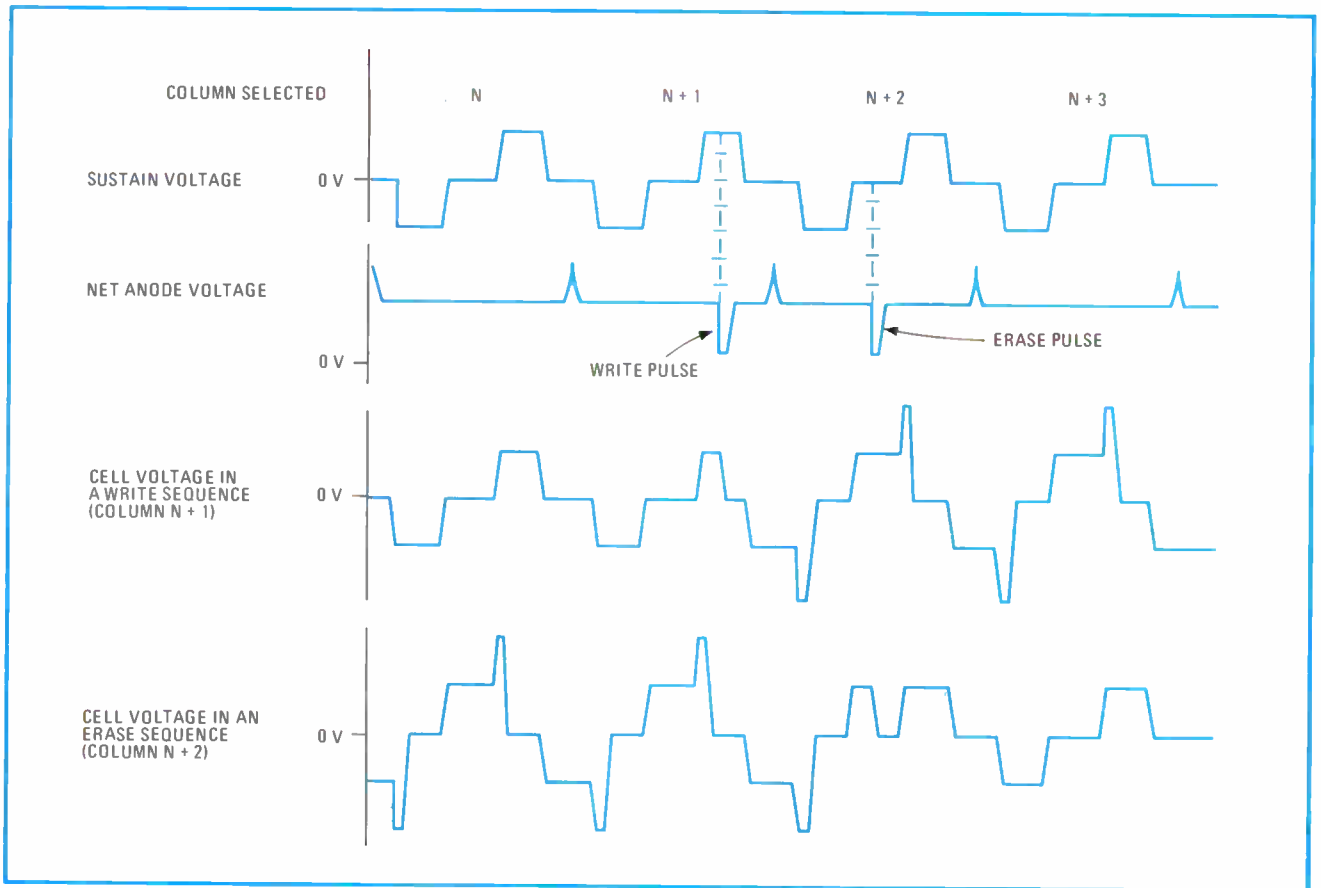 COLUMN SELECTED N N + 1 N + 2 N + 3
SUSTAIN VOLTAGE 0 V
NET ANODE VOLTAGE
0 V
WRITE PULSE
ERASE PULSE
CELL VOLTAGE IN
A WRITE SEQUENCE
(COLUMN N + 1)
0 V
CELL VOLTAGE IN AN
ERASE SEQUENCE
(COLUMN N + 2)
0 V